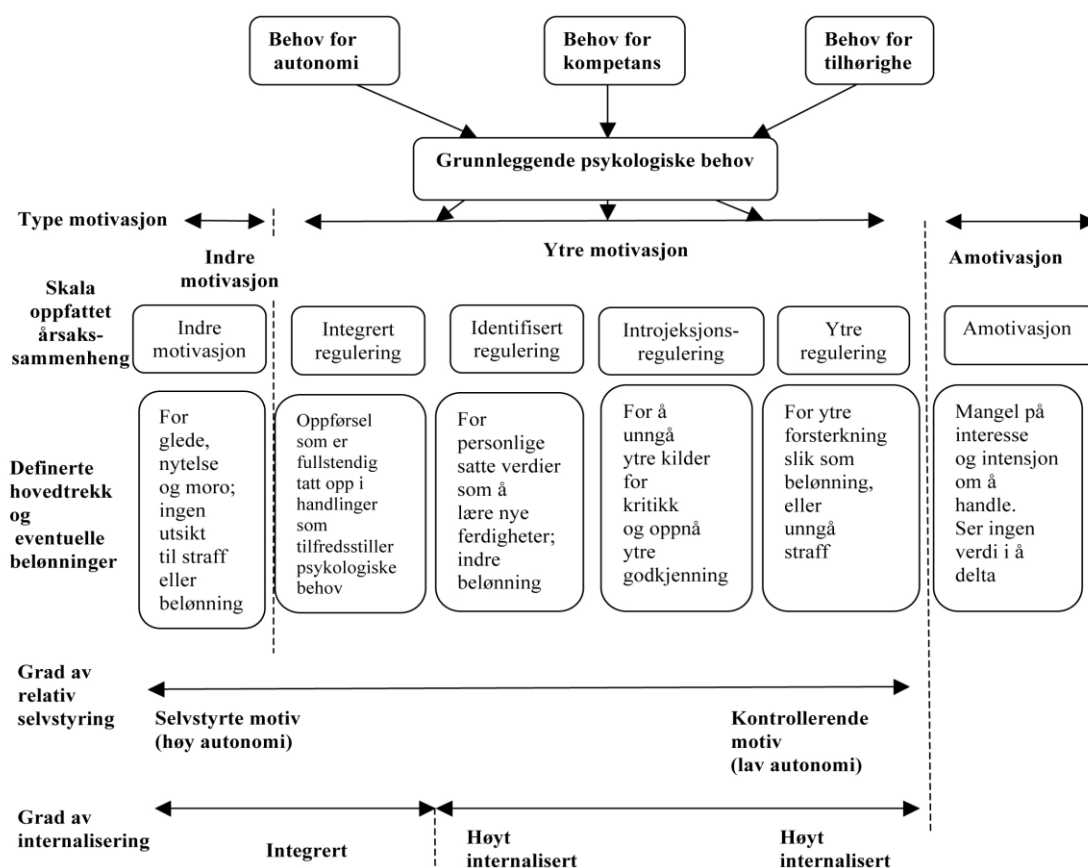 Behov for
autonomi
Behov for
kompetans
Behov for
tilhørighe
Grunnleggende psykologiske behov
Type motivasjon
Indre
motivasjon
Ytre motivasjon
Amotivasjon
Skala
oppfattet
årsaks-
sammenheng
Indre
motivasjon
Integrert
regulering
Identifisert
regulering
Introjeksjons-
regulering
Ytre
regulering
Amotivasjon
Definerte
hovedtrekk
og
eventuelle
belønninger
For
glede,
nytelse
og moro;
ingen
utsikt
til straff
eller
belønning
Oppførsel
som er
fullstendig
tatt opp i
handlinger
som
tilfredsstiller
psykologiske
behov
For
personlige
satte verdier
som å
lære nye
ferdigheter;
indre
belønning
For å
unngå
ytre kilder
for
kritikk
og oppnå
ytre
godkjenning
For ytre
forsterkning
slik som
belønning,
eller
unngå
straff
Mangel på
interesse
og intensjon
om å
handle.
Ser ingen
verdi i å
delta
Grad av
relativ
selvstyring
Selvstyrte motiv
(høy autonomi)
Kontrollerende
motiv
(lav autonomi)
Grad av
internalisering
Integrert
Høyt
internalisert
Høyt
internalisert